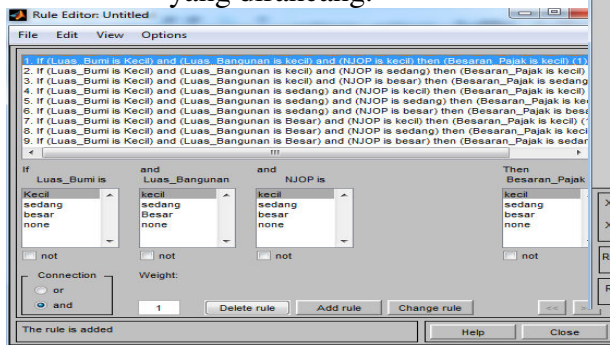 yang dirancang.
Rule Editor: Untitled
File Edit View Options
1. If (Luas_Bumi is Kecil) and (Luas_Bangunan is kecil) and (NJOP is kecil) then (Besaran_Pajak is kecil) (1)
2. If (Luas_Bumi is Kecil) and (Luas_Bangunan is kecil) and (NJOP is sedang) then (Besaran_Pajak is kecil)
3. If (Luas_Bumi is Kecil) and (Luas_Bangunan is kecil) and (NJOP is besar) then (Besaran_Pajak is sedang
4. If (Luas_Bumi is Kecil) and (Luas_Bangunan is sedang) and (NJOP is kecil) then (Besaran_Pajak is kecil)
5. If (Luas_Bumi is Kecil) and (Luas_Bangunan is sedang) and (NJOP is sedang) then (Besaran_Pajak is ke
6. If (Luas_Bumi is Kecil) and (Luas_Bangunan is sedang) and (NJOP is besar) then (Besaran_Pajak is besa
7. If (Luas_Bumi is Kecil) and (Luas_Bangunan is Besar) and (NJOP is kecil) then (Besaran_Pajak is kecil) (
8. If (Luas_Bumi is Kecil) and (Luas_Bangunan is Besar) and (NJOP is sedang) then (Besaran_Pajak is keci
9. If (Luas_Bumi is Kecil) and (Luas_Bangunan is Besar) and (NJOP is besar) then (Besaran_Pajak is sedar
If and and Then
Luas_Bumi is Luas_Bangunan NJOP is Besaran_Pajak
Kecil kecil kecil kecil
sedang sedang sedang sedang
besar Besar besar besar
none none none none
not not not not
Connection Weight:
or
and 1 Delete rule Add rule Change rule <<
The rule is added Help Close